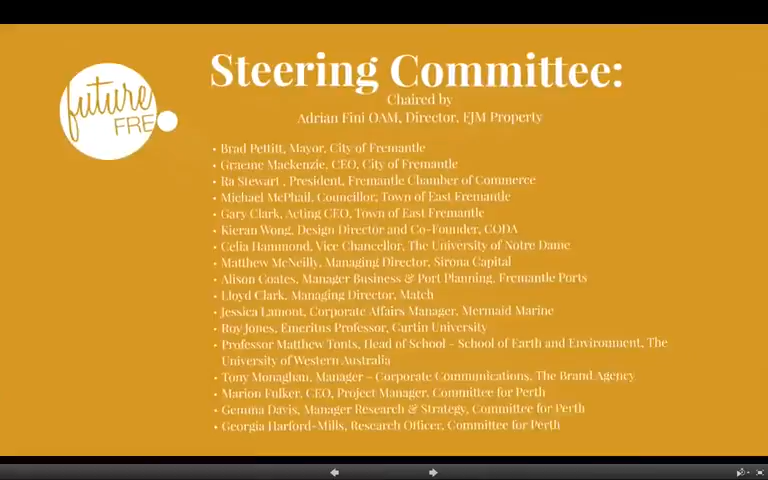 future
FRE
Steering Committee:
Chaired by
Adrian Fini OAM, Director, FJM Property
• Brad Pettitt, Mayor, City of Fremantle
• Graeme Mackenzie, CEO, City of Fremantle
• Ra Stewart , President, Fremantle Chamber of Commerce
• Michael McPhail, Councillor, Town of East Fremantle
• Gary Clark, Acting CEO, Town of East Fremantle
• Kieran Wong, Design Director and Co-Founder, CODA
• Celia Hammond, Vice Chancellor, The University of Notre Dame
• Matthew McNeilly, Managing Director, Sirona Capital
• Alison Coates, Manager Business & Port Planning, Fremantle Ports
• Lloyd Clark, Managing Director, Match
• Jessica Lamont, Corporate Affairs Manager, Mermaid Marine
• Roy Jones, Emeritus Professor, Curtin University
• Professor Matthew Tonts, Head of School - School of Earth and Environment, The
University of Western Australia
• Tony Monaghan, Manager – Corporate Communications, The Brand Agency
• Marion Fulker, CEO, Project Manager, Committee for Perth
• Gemma Davis, Manager Research & Strategy, Committee for Perth
• Georgia Harford-Mills, Research Officer, Committee for Perth